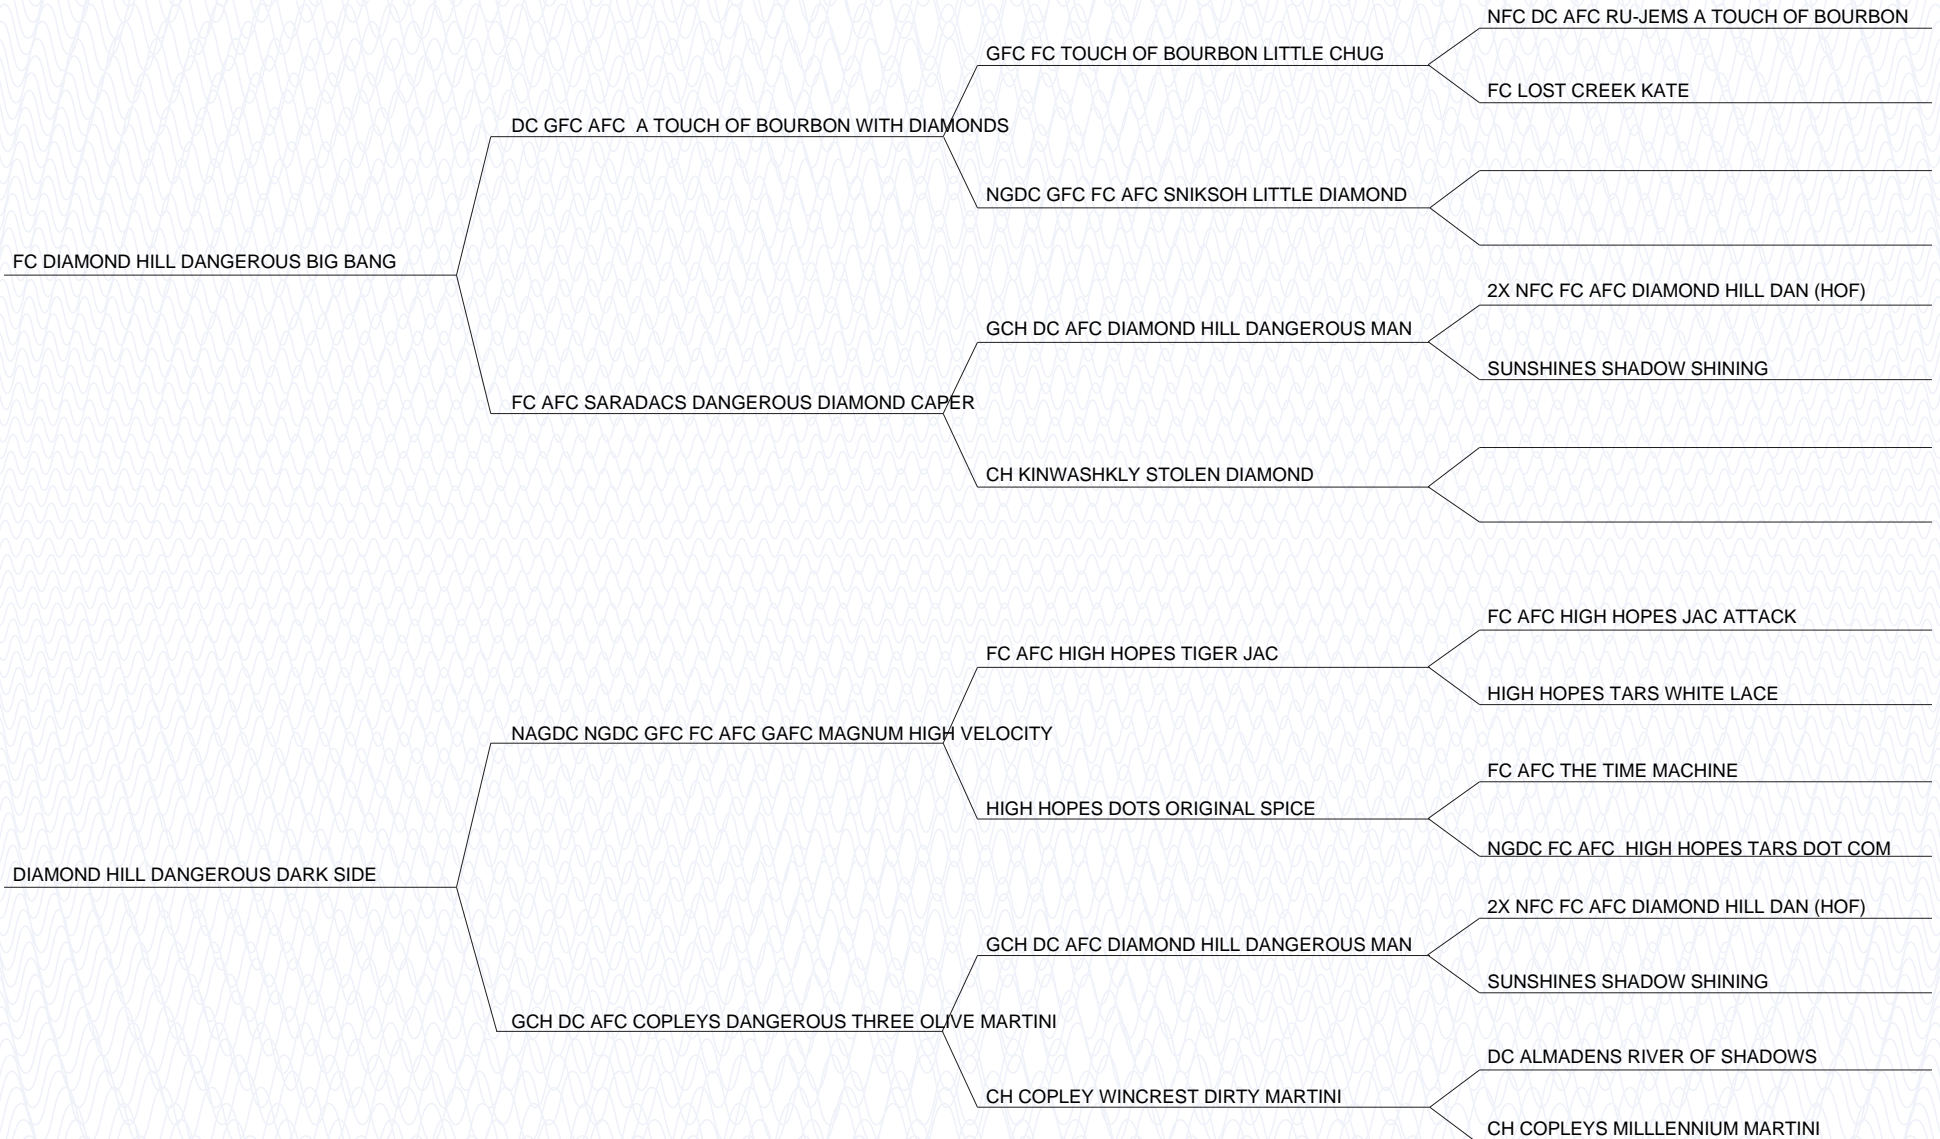 NFC DC AFC RU-JEMS A TOUCH OF BOURBON
GFC FC TOUCH OF BOURBON LITTLE CHUG
FC LOST CREEK KATE
DC GFC AFC  A TOUCH OF BOURBON WITH DIAMONDS
NGDC GFC FC AFC SNIKSOH LITTLE DIAMOND
FC DIAMOND HILL DANGEROUS BIG BANG
2X NFC FC AFC DIAMOND HILL DAN (HOF)
GCH DC AFC DIAMOND HILL DANGEROUS MAN
SUNSHINES SHADOW SHINING
FC AFC SARADACS DANGEROUS DIAMOND CAPER
CH KINWASHKLY STOLEN DIAMOND
FC AFC HIGH HOPES JAC ATTACK
FC AFC HIGH HOPES TIGER JAC
HIGH HOPES TARS WHITE LACE
NAGDC NGDC GFC FC AFC GAFC MAGNUM HIGH VELOCITY
FC AFC THE TIME MACHINE
HIGH HOPES DOTS ORIGINAL SPICE
NGDC FC AFC  HIGH HOPES TARS DOT COM
DIAMOND HILL DANGEROUS DARK SIDE
2X NFC FC AFC DIAMOND HILL DAN (HOF)
GCH DC AFC DIAMOND HILL DANGEROUS MAN
SUNSHINES SHADOW SHINING
GCH DC AFC COPLEYS DANGEROUS THREE OLIVE MARTINI
DC ALMADENS RIVER OF SHADOWS
CH COPLEY WINCREST DIRTY MARTINI
CH COPLEYS MILLLENNIUM MARTINI